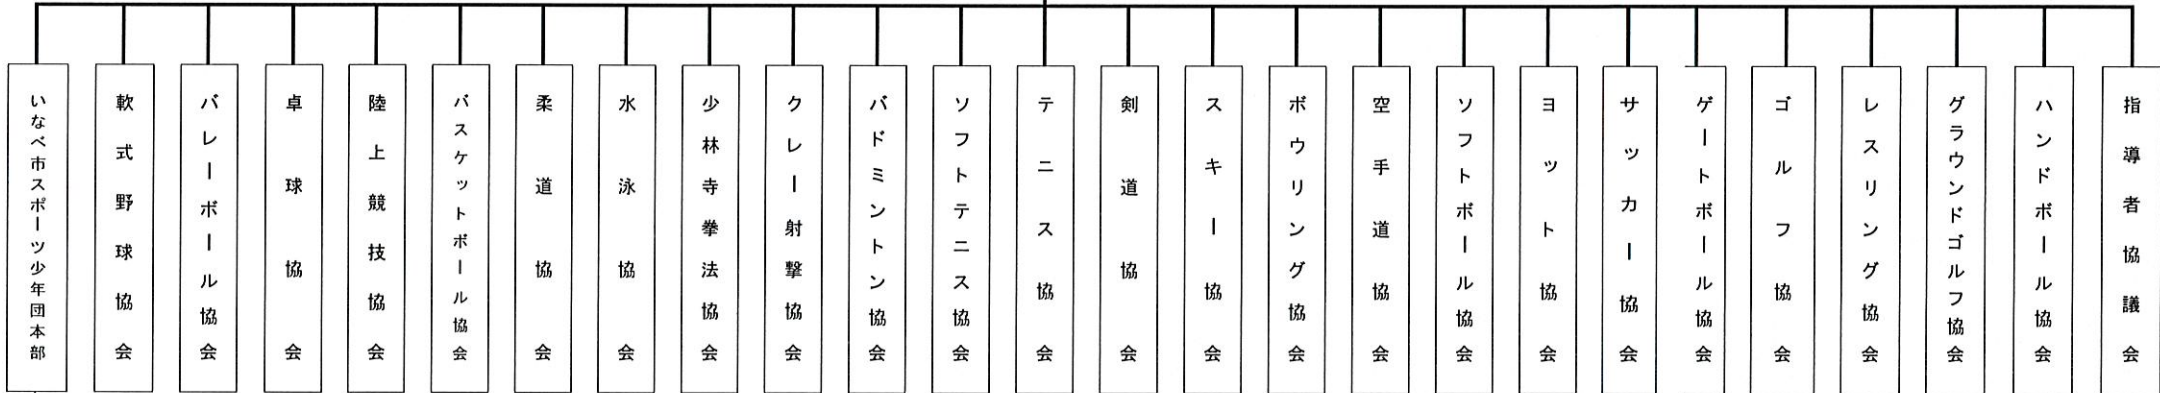 いなべ市スポーツ少年団本部
軟式野球協会
バレーボール協会
卓球協会
陸上競技協会
バスケットボール協会
柔道協会
水泳協会
少林寺拳法協会
クレー射撃協会
バドミントン協会
ソフトテニス協会
テニス協会
剣道協会
スキー協会
ボウリング協会
空手道協会
ソフトボール協会
ヨット協会
サッカー協会
ゲートボール協会
ゴルフ協会
レスリング協会
グラウンドゴルフ協会
ハンドボール協会
指導者協議会